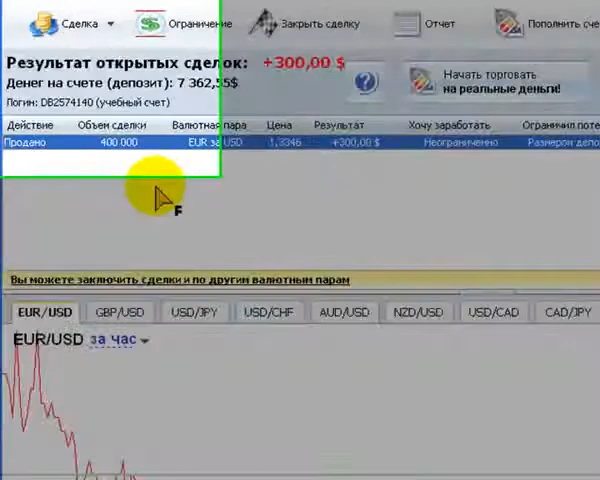 Сделка Ограничение Закрыть сделку Отчет Пополнить сче
Результат открытых сделок: +300,00 $
Денег на счете (депозит): 7 362,55$
Логин: DB2574140 (учебный счет)
Начать торговать
на реальные деньги!
Действие Объем сделки Валютная пара Цена Результат Хочу заработать Ограничил поте
Продано 400 000 EUR за USD 1,3346 +300,00 $ Неограниченно Размером депо
F
Вы можете заключить сделки и по другим валютным парам
EUR/USD GBP/USD USD/JPY USD/CHF AUD/USD NZD/USD USD/CAD CAD/JPY
EUR/USD за час